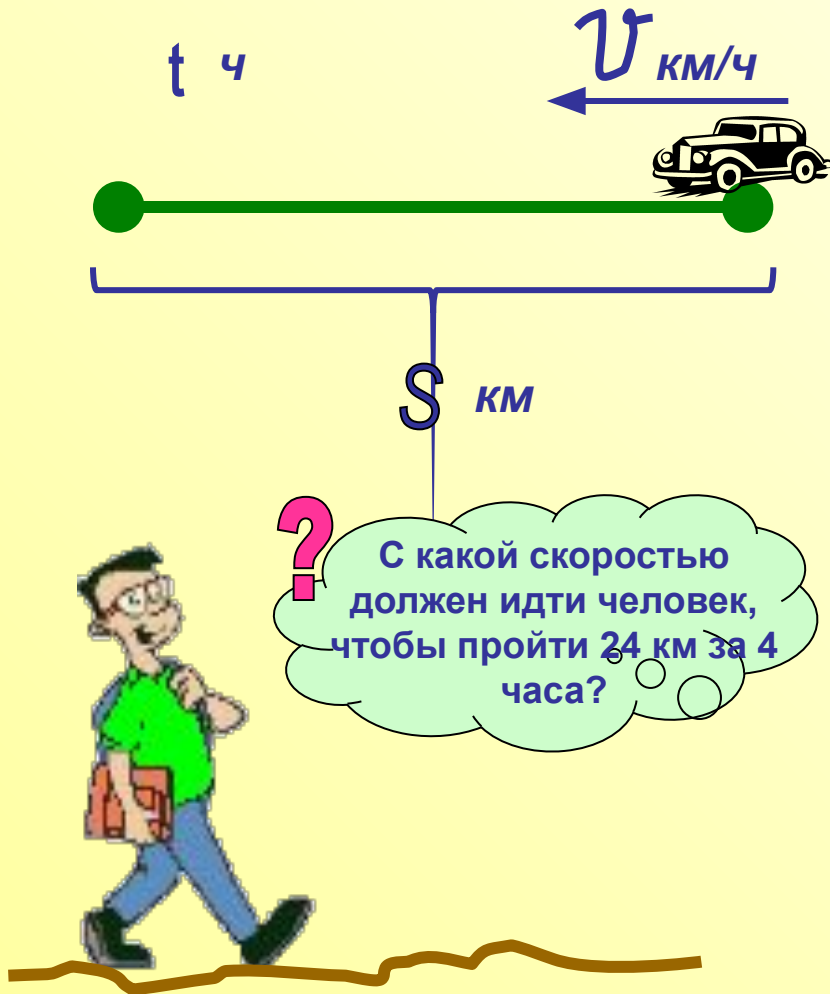 t ч
v км/ч
S км
?
С какой скоростью
должен идти человек,
чтобы пройти 24 км за 4
часа?